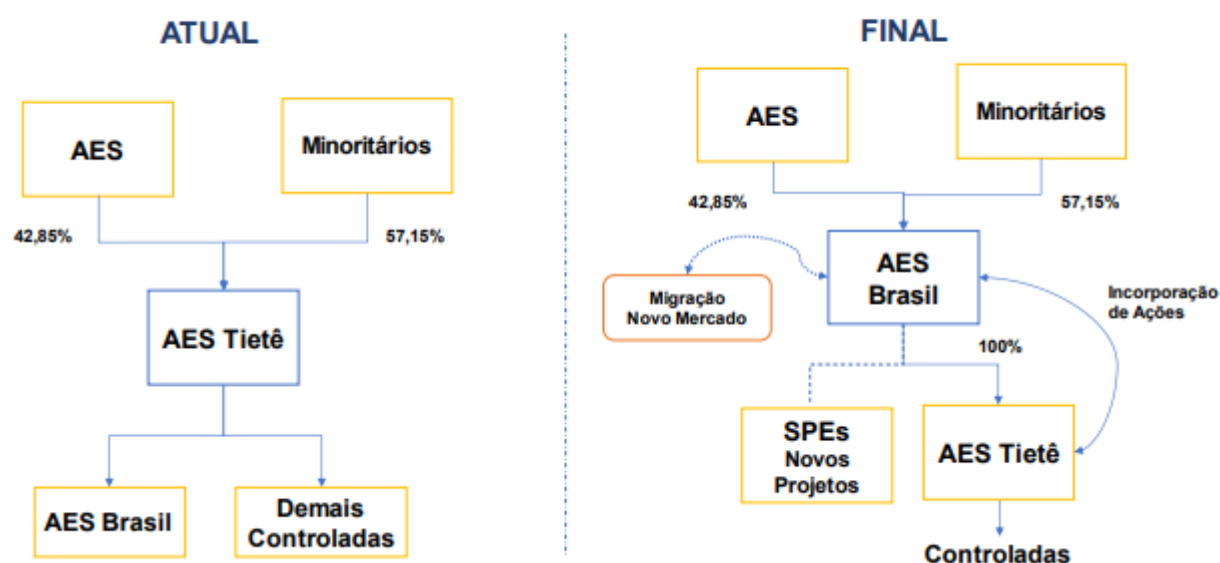 ATUAL
AES
Minoritários
42,85%
57,15%
AES Tietê
AES Brasil
Demais
Controladas
FINAL
AES
Minoritários
42,85%
57,15%
AES
Brasil
Migração
Novo Mercado
Incorporação
de Ações
100%
SPEs
Novos
Projetos
AES Tietê
Controladas